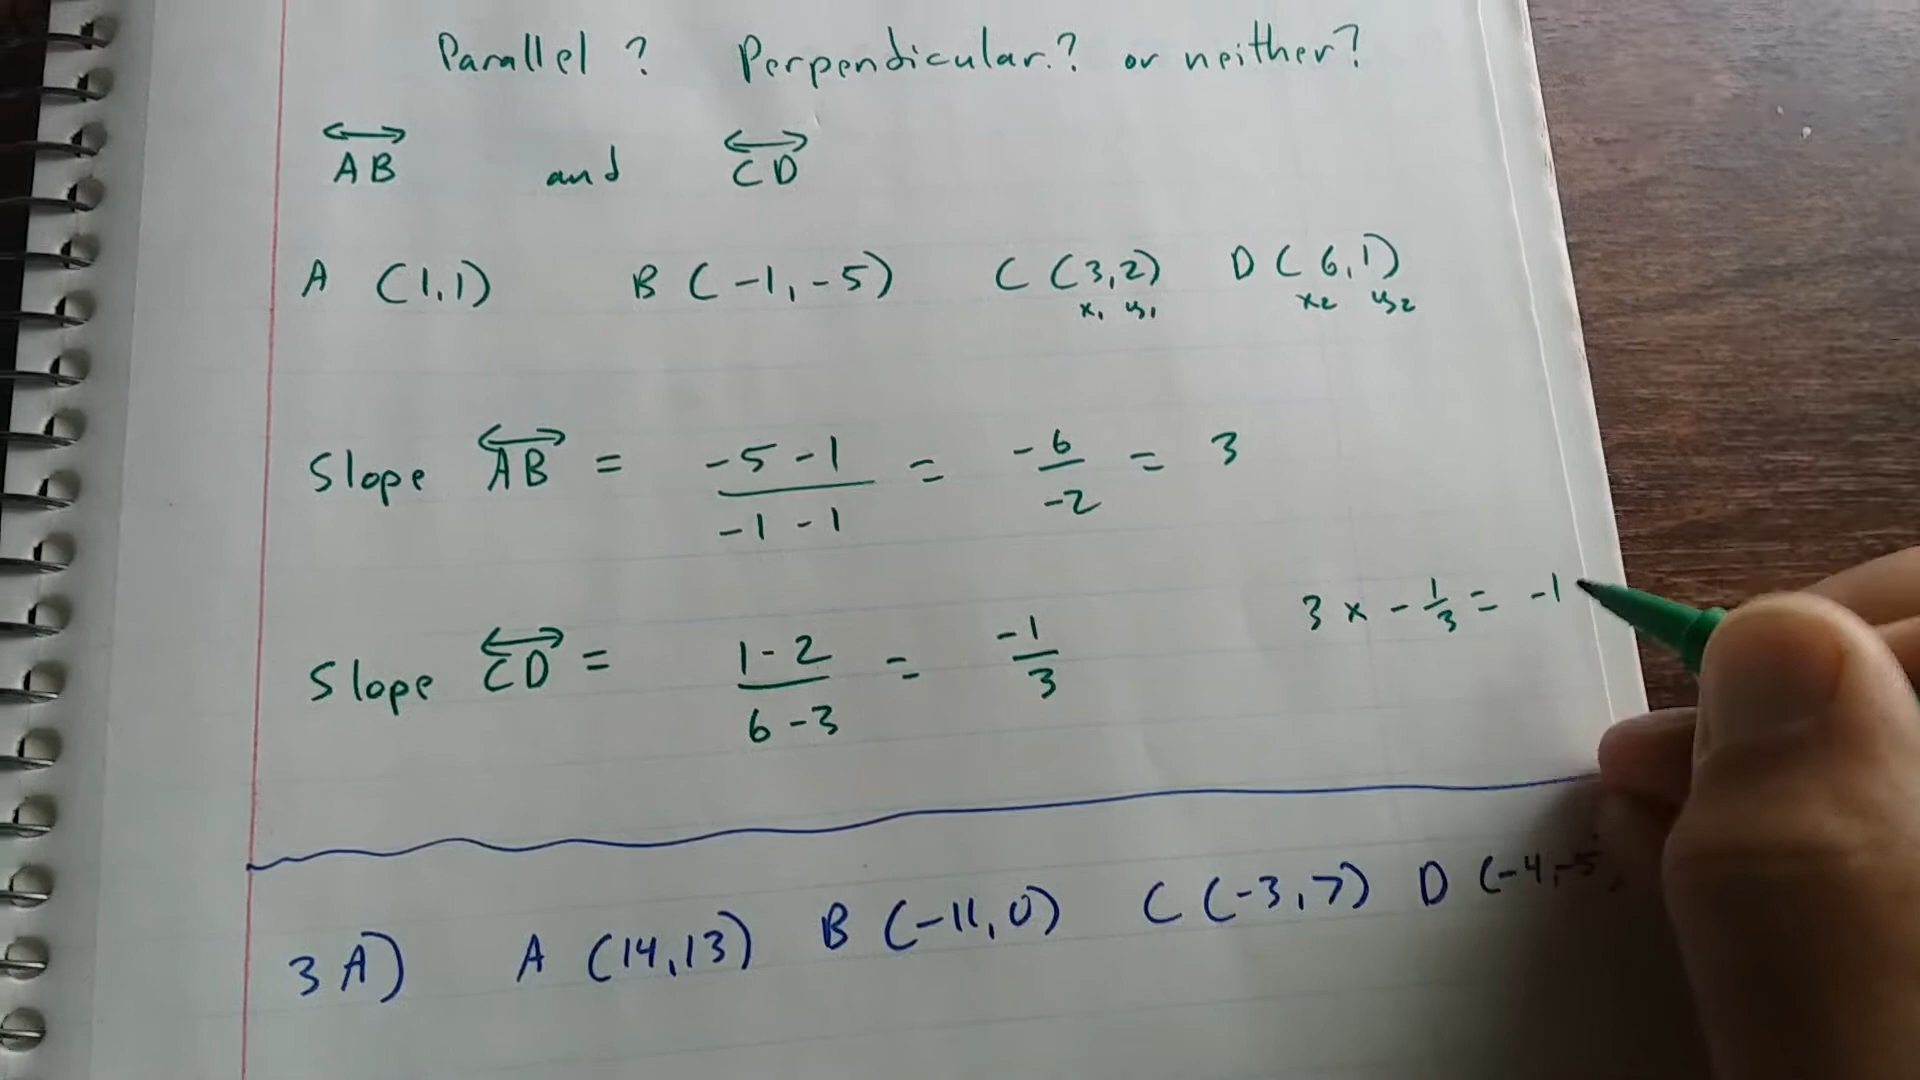 Parallel ? Perpendicular.? or neither?
AB and CD
A (1,1) B (-1,-5) C (3,2) D (6,1)
x₁ y₁ x₂ y₂
Slope AB = -5-1 / -1-1 = -6 / -2 = 3
3 x - 1/3 = -1
Slope CD = 1-2 / 6-3 = -1 / 3
3A) A (14,13) B (-11,0) C (-3,7) D (-4,-5